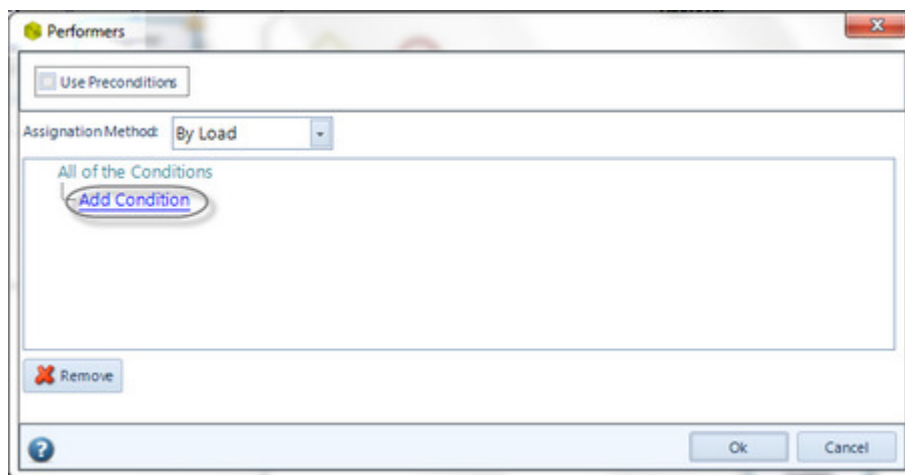 Performers
Use Preconditions
Assignation Method: By Load
All of the Conditions
Add Condition
Remove
Ok Cancel